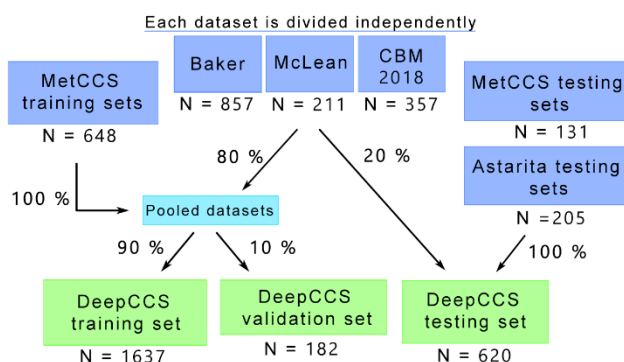 Each dataset is divided independently
MetCCS
training sets
N = 648
Baker
N = 857
McLean
N = 211
CBM
2018
N = 357
MetCCS testing
sets
N = 131
Astarita testing
sets
N =205
80 %
20 %
100 %
Pooled datasets
90 %
10 %
100 %
DeepCCS
training set
N = 1637
DeepCCS
validation set
N = 182
DeepCCS
testing set
N = 620